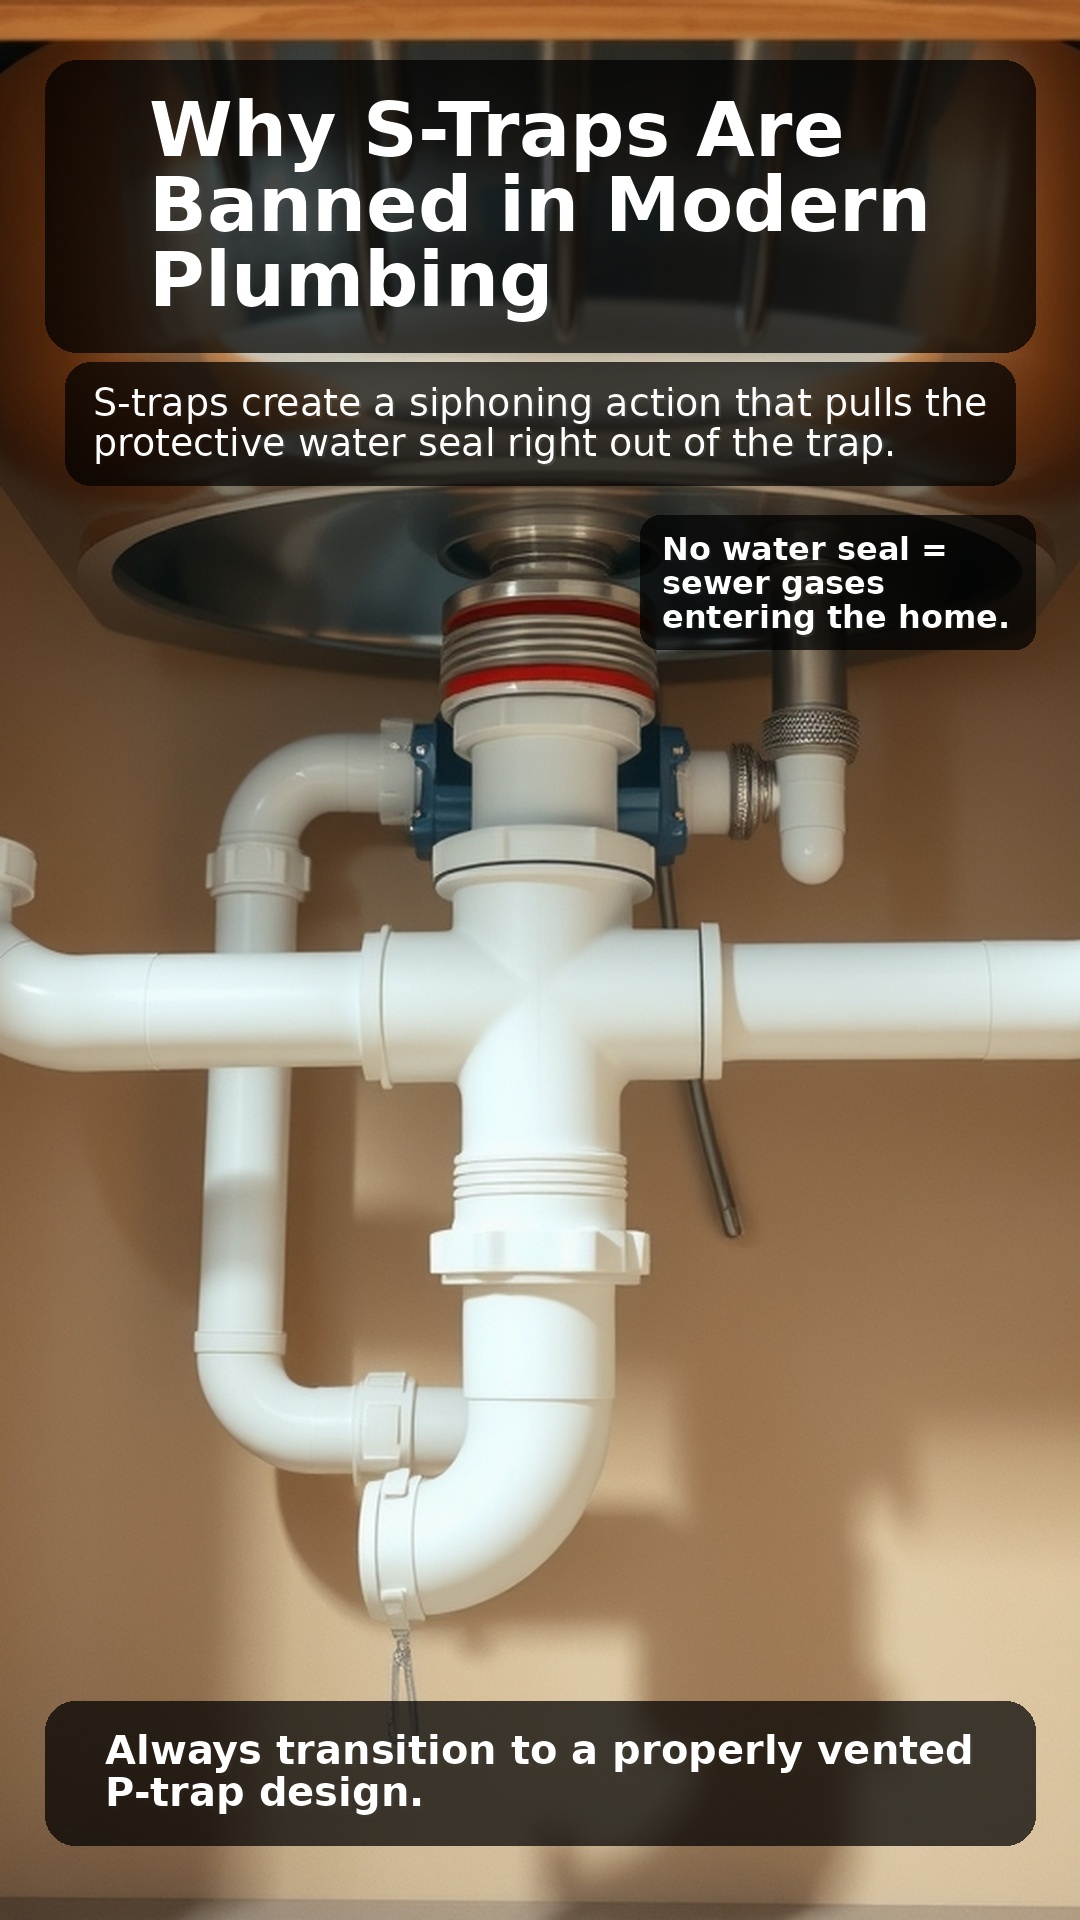 Why S-Traps Are
Banned in Modern
Plumbing
S-traps create a siphoning action that pulls the
protective water seal right out of the trap.
No water seal =
sewer gases
entering the home.
Always transition to a properly vented
P-trap design.